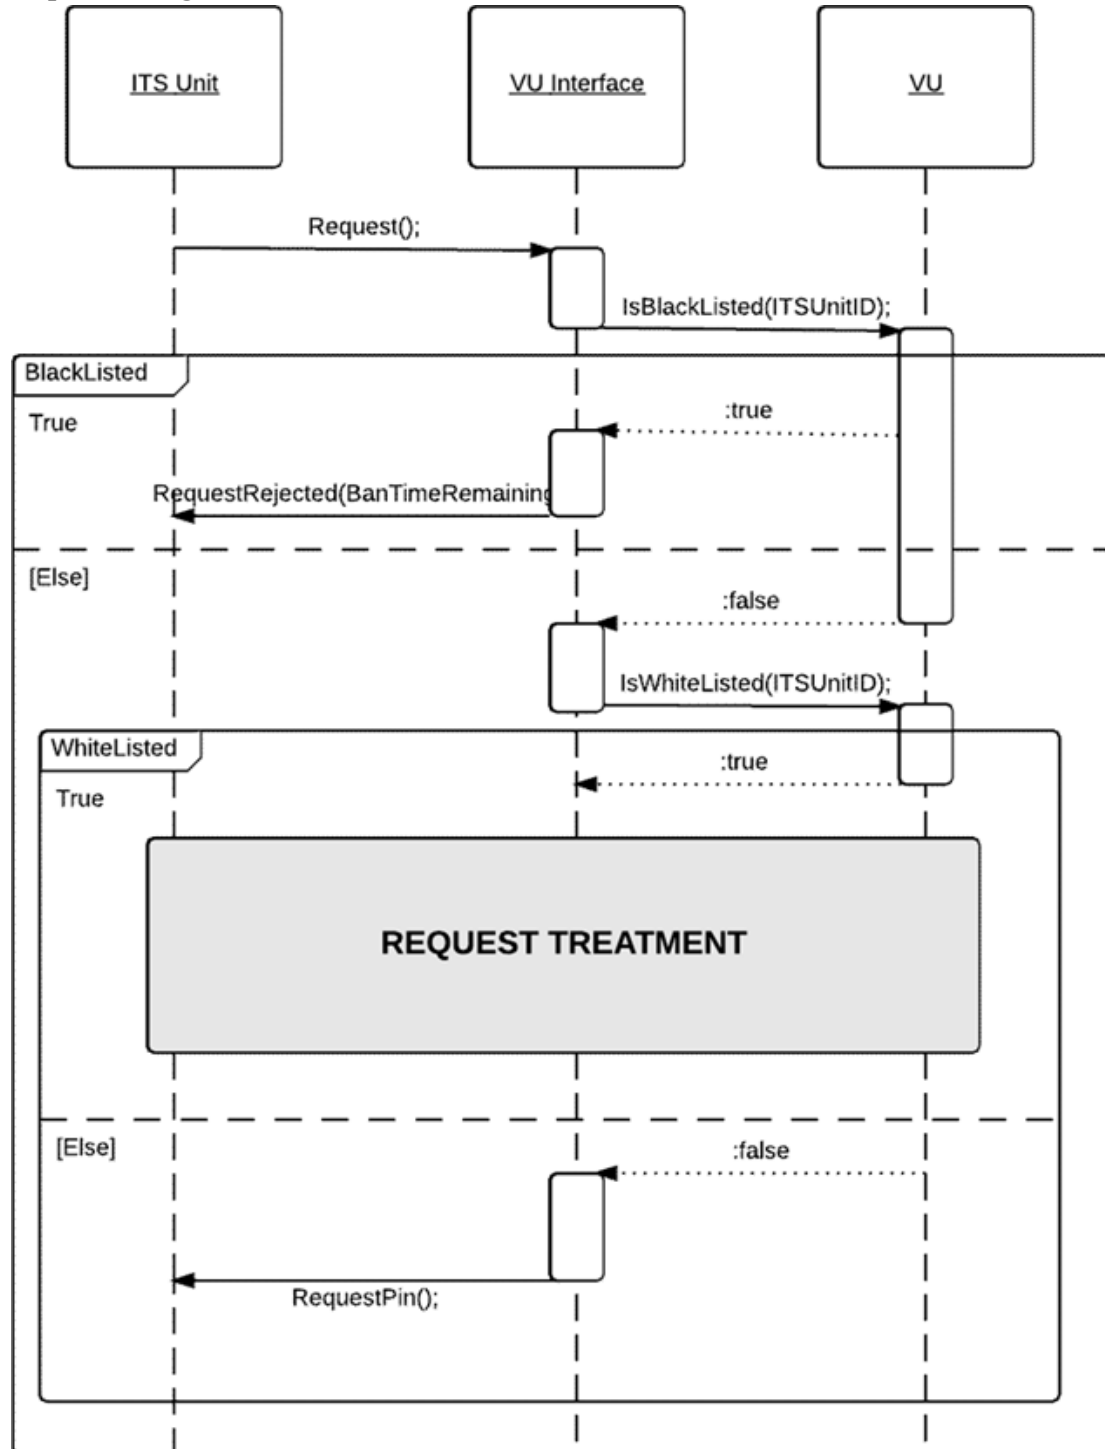 ITS Unit
VU Interface
VU
Request();
IsBlackListed(ITSUnitID);
BlackListed
True
:true
RequestRejected(BanTimeRemaining
[Else]
:false
IsWhiteListed(ITSUnitID);
WhiteListed
:true
True
REQUEST TREATMENT
[Else]
:false
RequestPin();